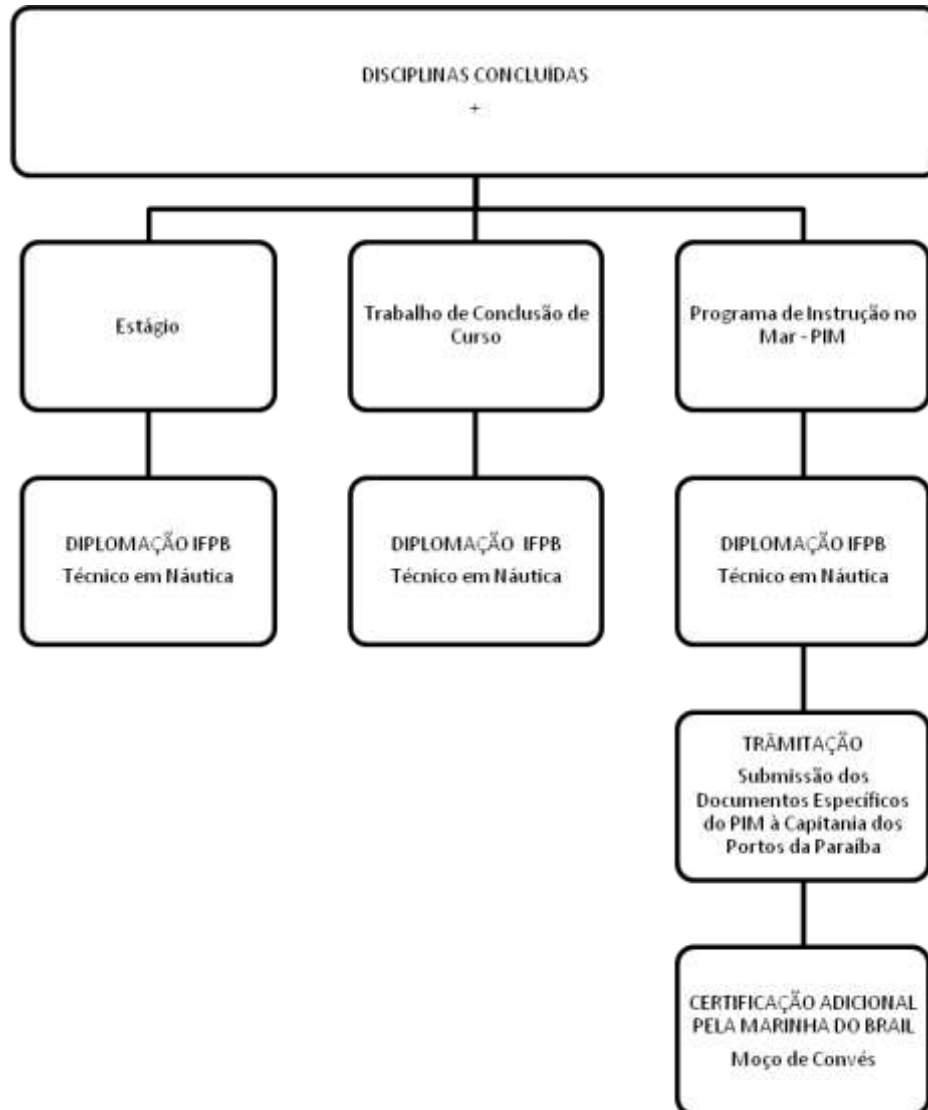 DISCIPLINAS CONCLUÍDAS
+
Estágio
Trabalho de Conclusão de
Curso
Programa de Instrução no
Mar - PIM
DIPLOMAÇÃO IFPB
Técnico em Náutica
DIPLOMAÇÃO IFPB
Técnico em Náutica
DIPLOMAÇÃO IFPB
Técnico em Náutica
TRÂMITAÇÃO
Submissão dos
Documentos Específicos
do PIM à Capitania dos
Portos da Paraíba
CERTIFICAÇÃO ADICIONAL
PELA MARINHA DO BRAIL
Moço de Convés